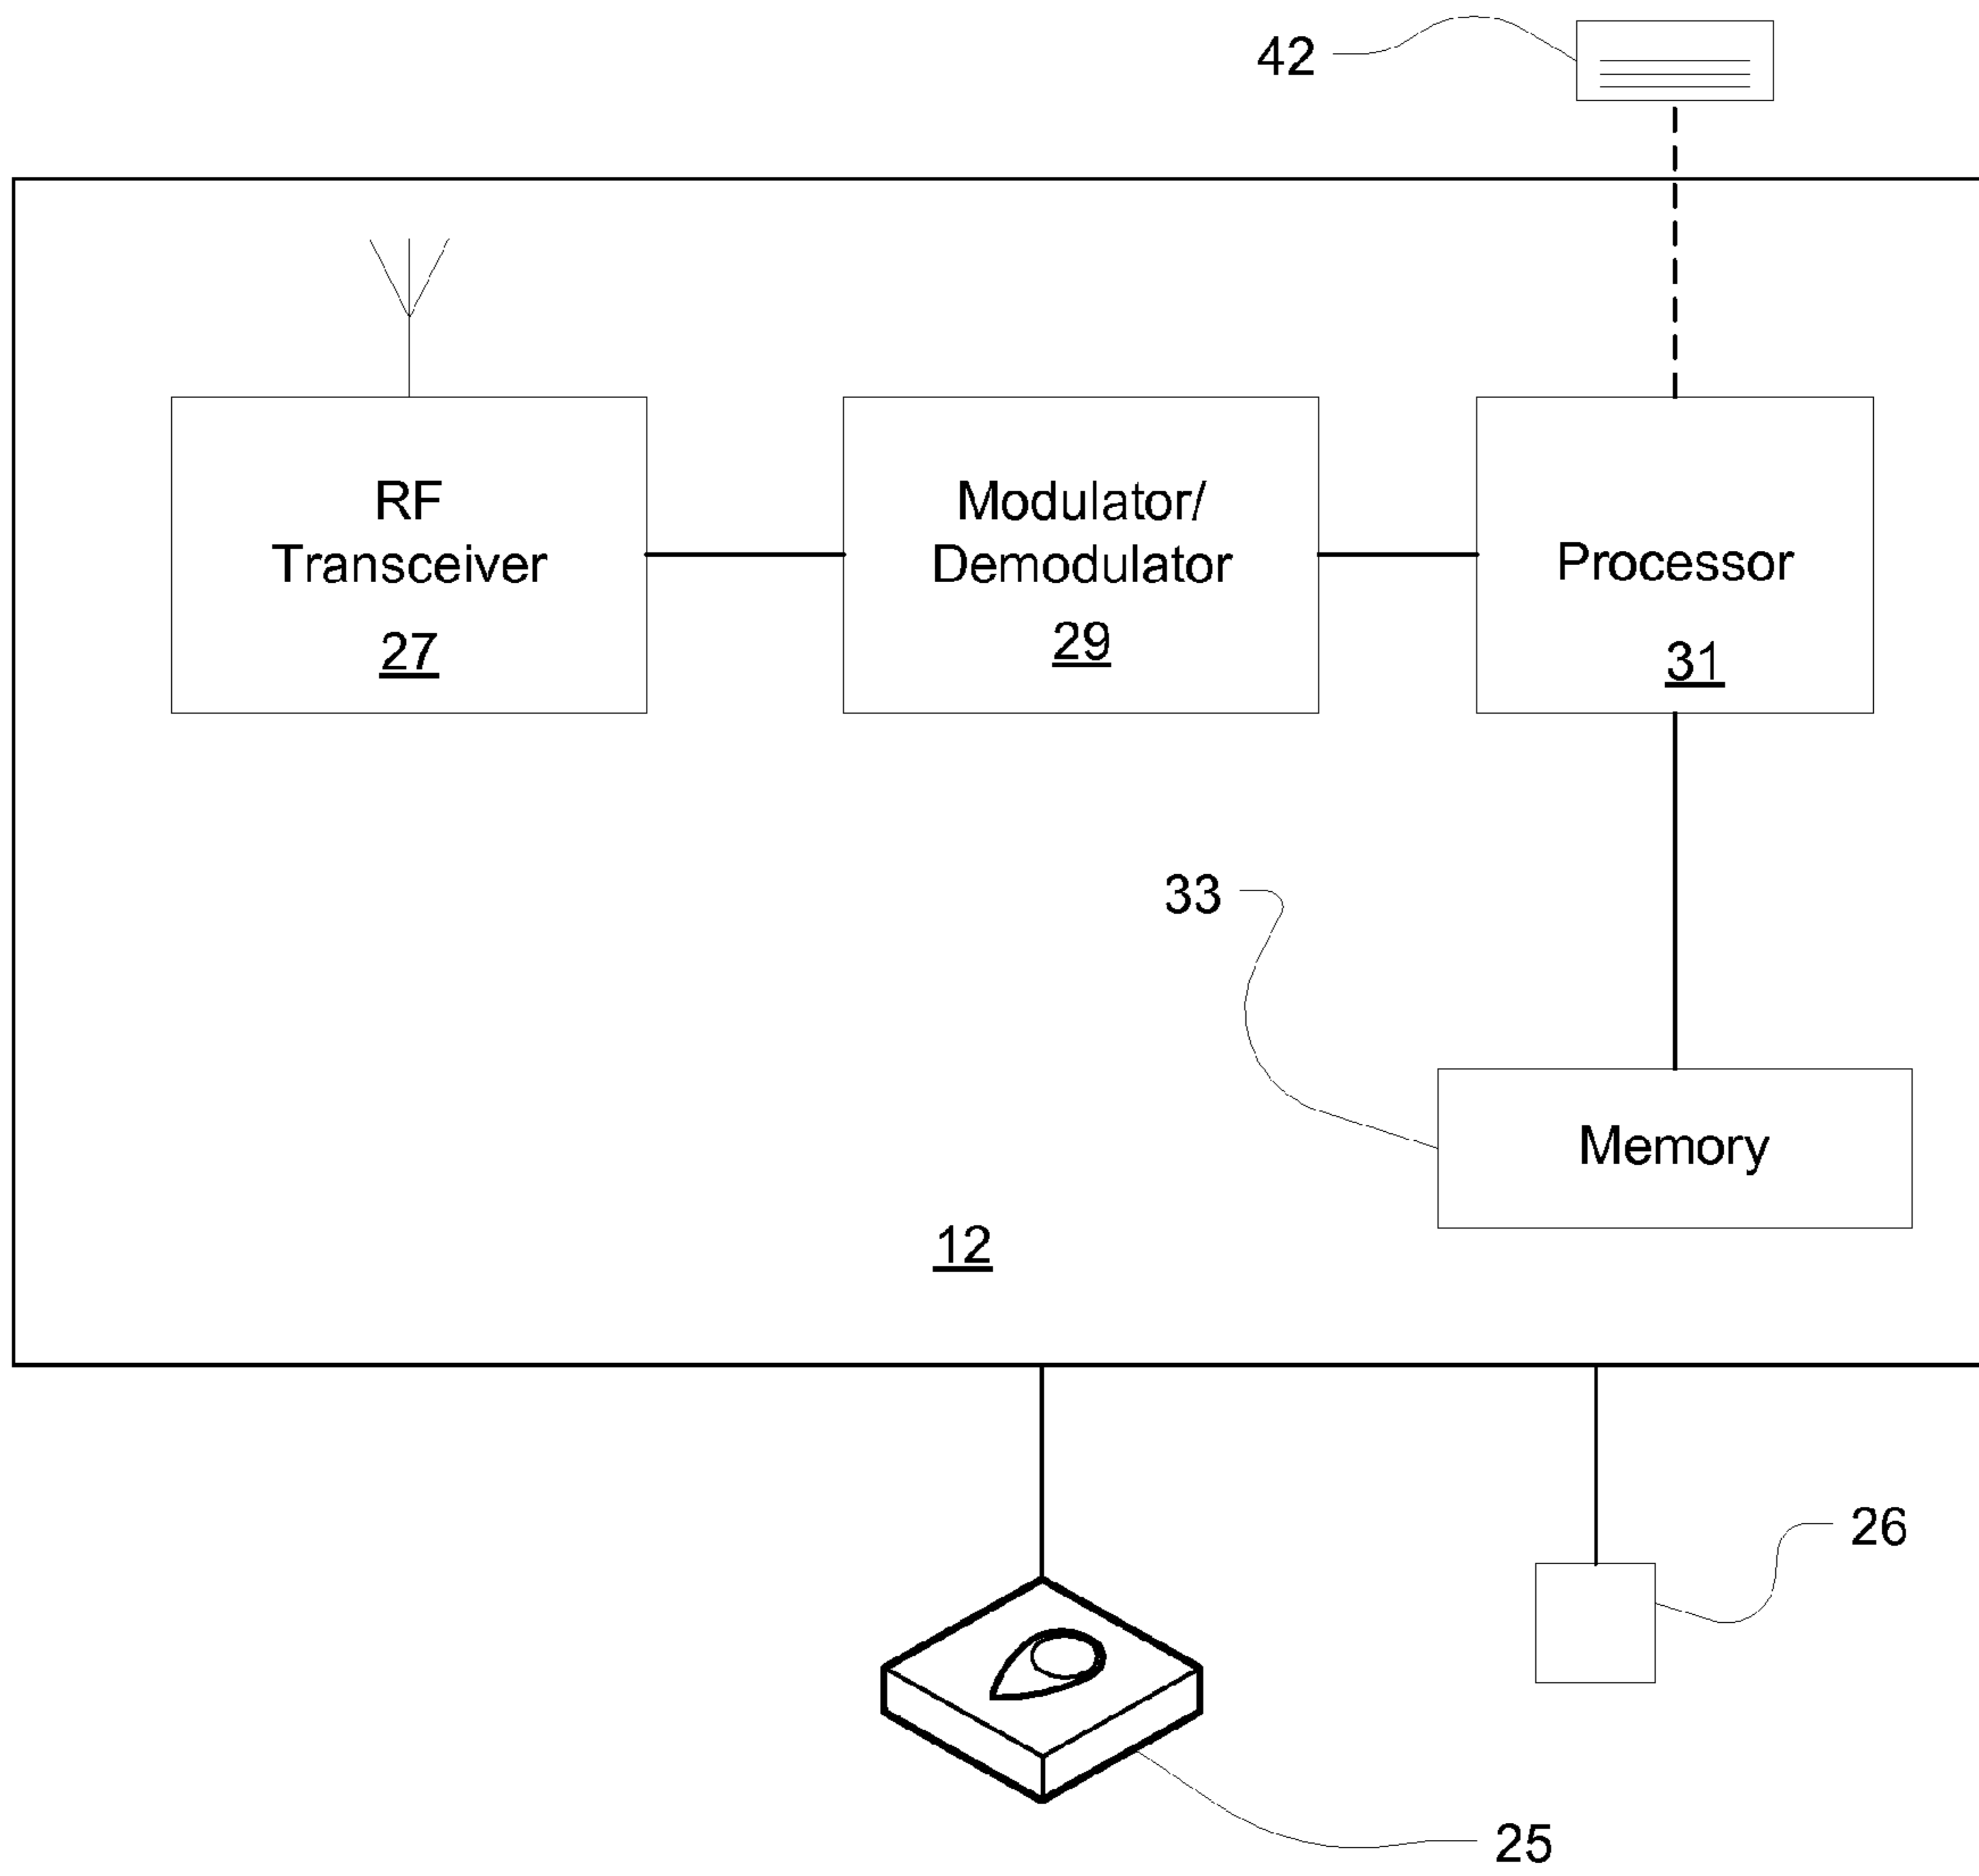 42
RF
Transceiver
27
Modulator/
Demodulator
29
Processor
31
33
Memory
12
26
25